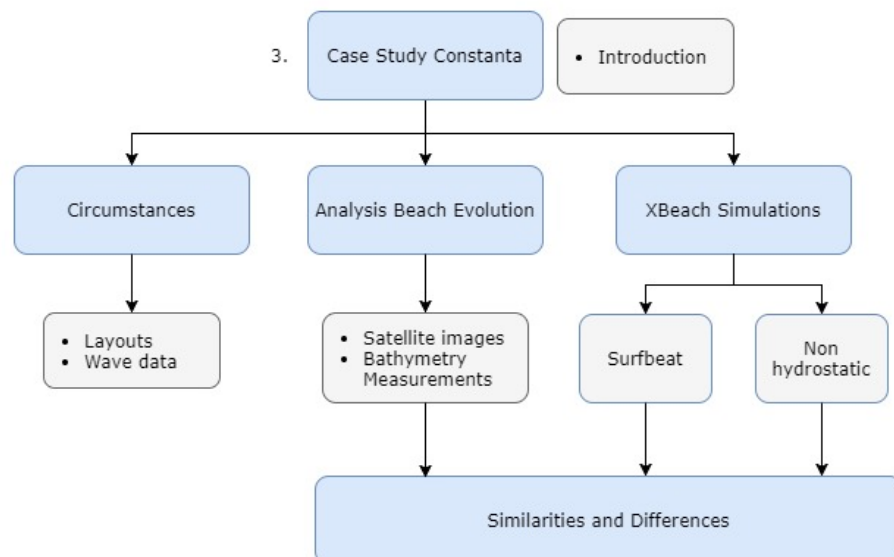 3.
Case Study Constanta
• Introduction
Circumstances
Analysis Beach Evolution
XBeach Simulations
• Layouts
• Wave data
• Satellite images
• Bathymetry
Measurements
Surfbeat
Non
hydrostatic
Similarities and Differences